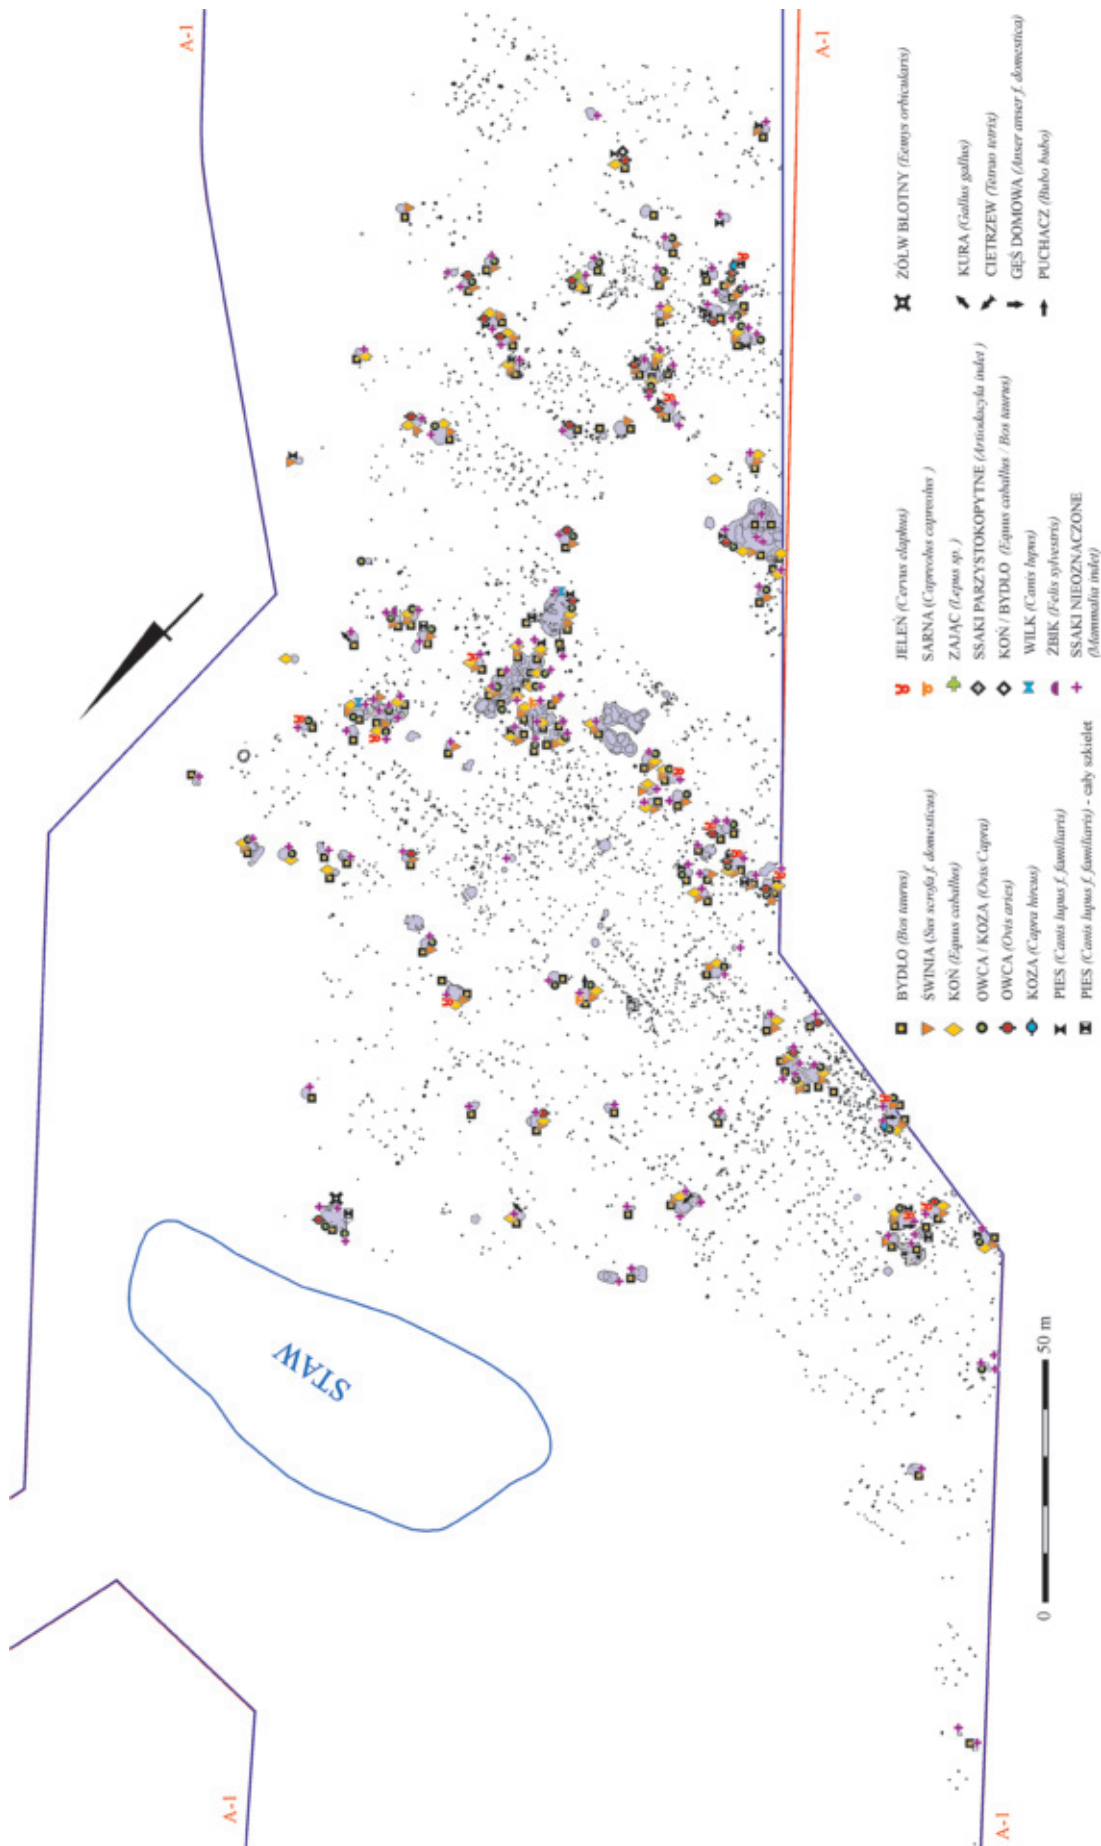 A-1
A-1
STAW
A-1
A-1
0 50 m
BYDŁO (Bos taurus)
ŚWINIA (Sus scrofa f. domesticus)
KOŃ (Equus caballus)
OWCA / KOZA (Ovis Capra)
OWCA (Ovis aries)
KOZA (Capra hircus)
PIES (Canis lupus f. familiaris)
PIES (Canis lupus f. familiaris) - cały szkielet
JELEŃ (Cervus elaphus)
SARNA (Capreolus capreolus )
ZAJĄC (Lepus sp. )
SSAKI PARZYSTOKOPYTNE (Artiodacyla indet )
KOŃ / BYDŁO (Equus caballus / Bos taurus)
WILK (Canis lupus)
ŻBIK (Felis sylvestris)
SSAKI NIEOZNACZONE
(Mammalia indet)
ŻÓŁW BŁOTNY (Eemys orbicularis)
KURA (Gallus gallus)
CIETRZEW (Tetrao tetrix)
GĘŚ DOMOWA (Anser anser f. domestica)
PUCHACZ (Bubo bubo)